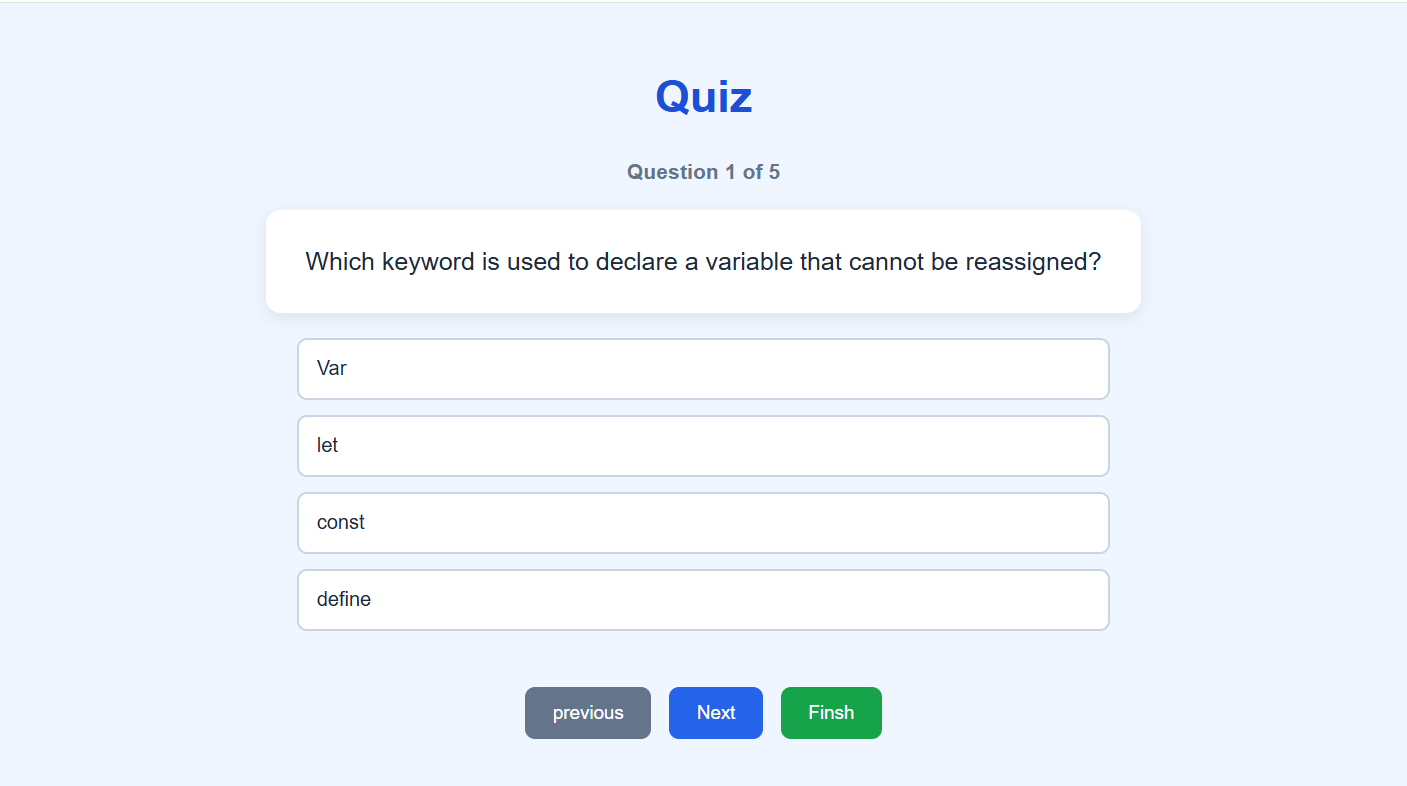 Quiz
Question 1 of 5
Which keyword is used to declare a variable that cannot be reassigned?
Var
let
const
define
previous
Next
Finsh